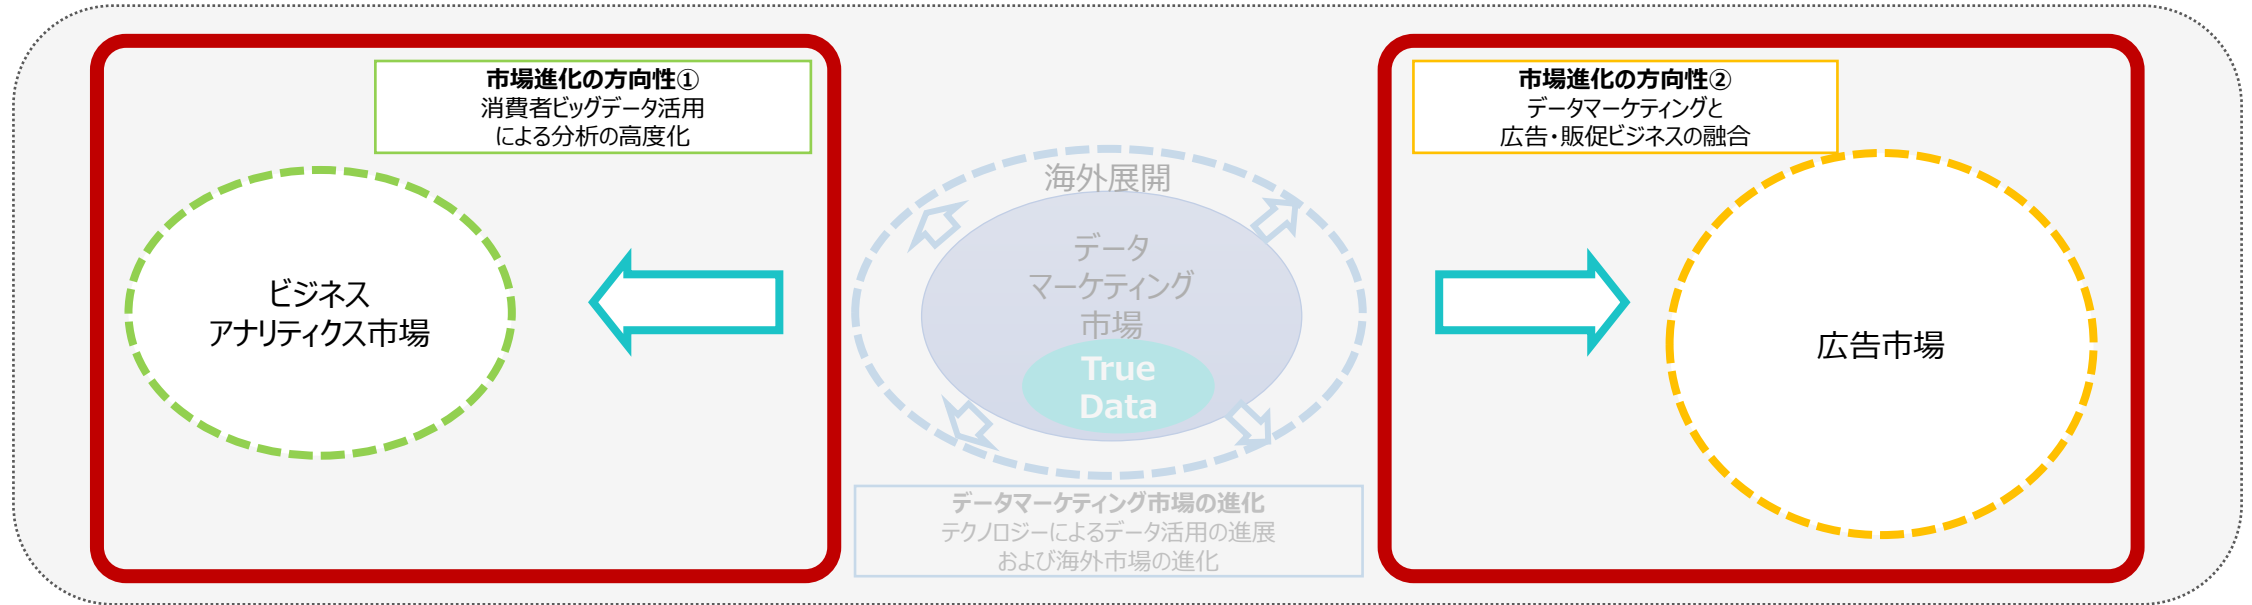 市場進化の方向性①
消費者ビッグデータ活用
による分析の高度化
ビジネス
アナリティクス市場
海外展開
データ
マーケティング
市場
True
Data
データマーケティング市場の進化
テクノロジーによるデータ活用の進展
および海外市場の進化
市場進化の方向性②
データマーケティングと
広告・販促ビジネスの融合
広告市場